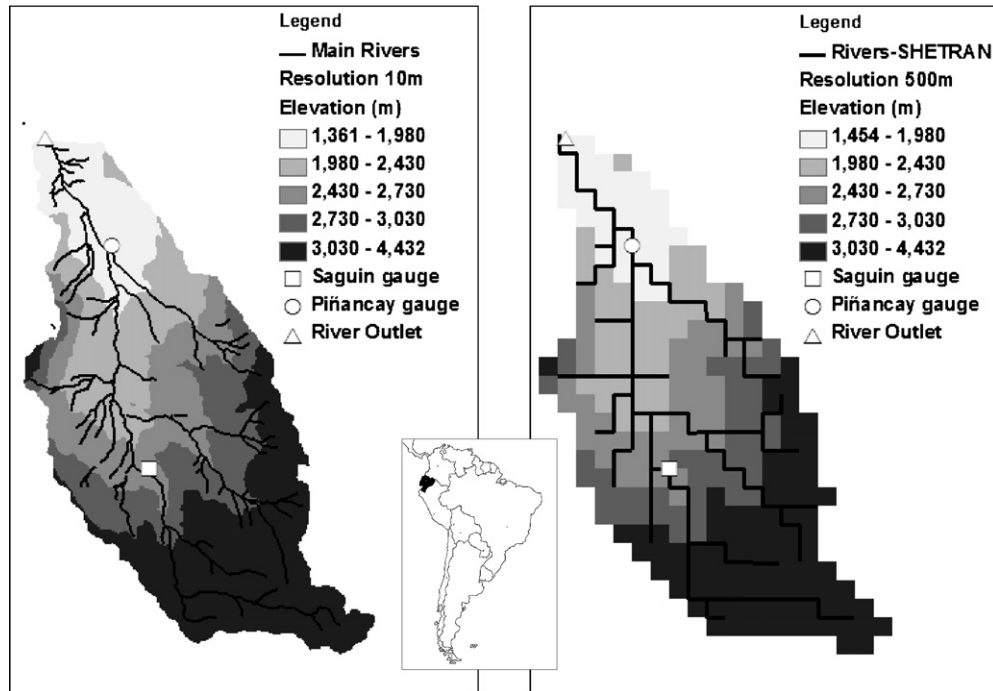 Legend
Main Rivers
Resolution 10m
Elevation (m)
1,361 - 1,980
1,980 - 2,430
2,430 - 2,730
2,730 - 3,030
3,030 - 4,432
Saguin gauge
Piñancay gauge
River Outlet
Legend
Rivers-SHETRAN
Resolution 500m
Elevation (m)
1,454 - 1,980
1,980 - 2,430
2,430 - 2,730
2,730 - 3,030
3,030 - 4,432
Saguin gauge
Piñancay gauge
River Outlet